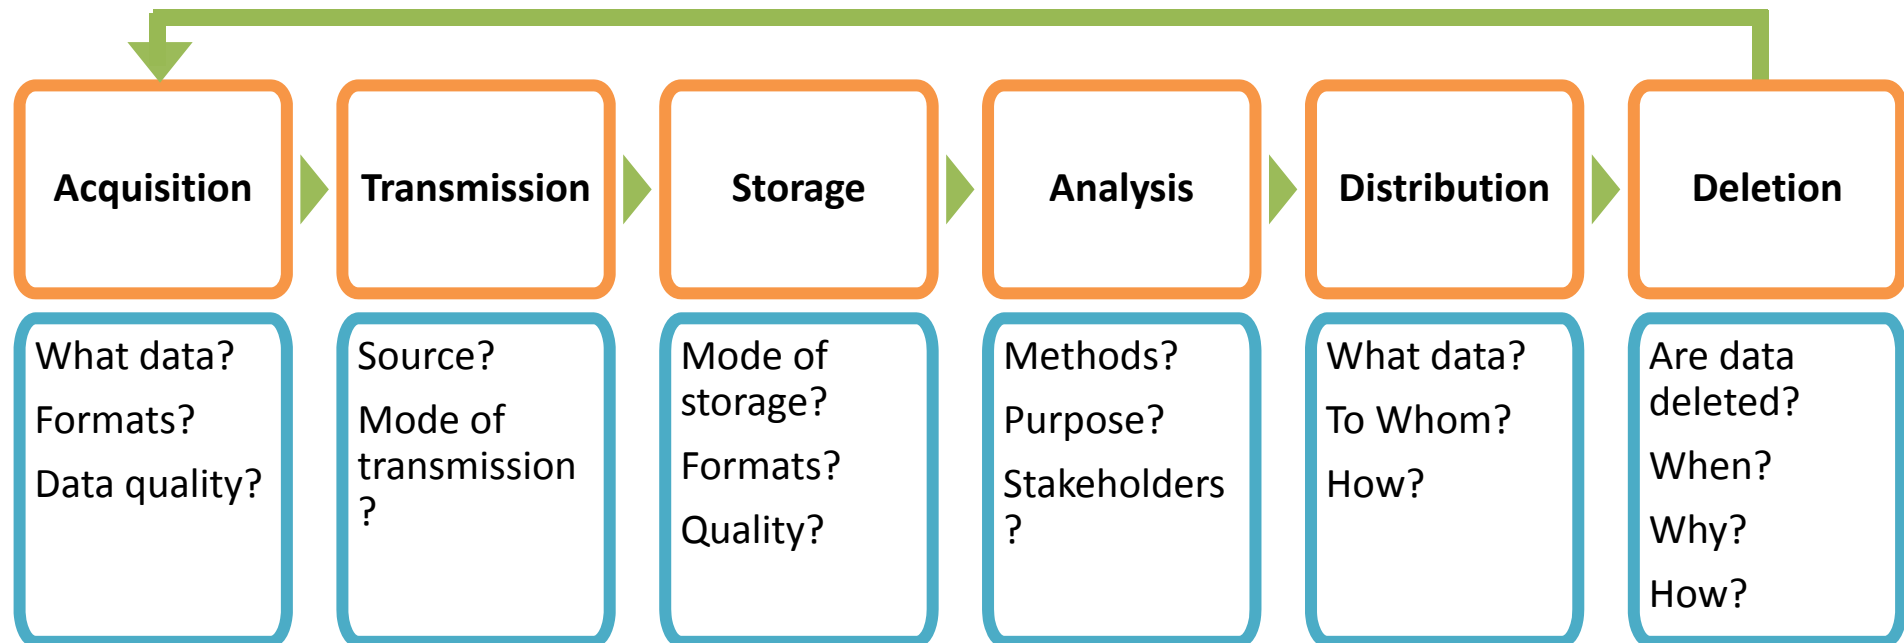 Acquisition
Transmission
Storage
Analysis
Distribution
Deletion
What data?
Formats?
Data quality?
Source?
Mode of
transmission
?
Mode of
storage?
Formats?
Quality?
Methods?
Purpose?
Stakeholders
?
What data?
To Whom?
How?
Are data
deleted?
When?
Why?
How?